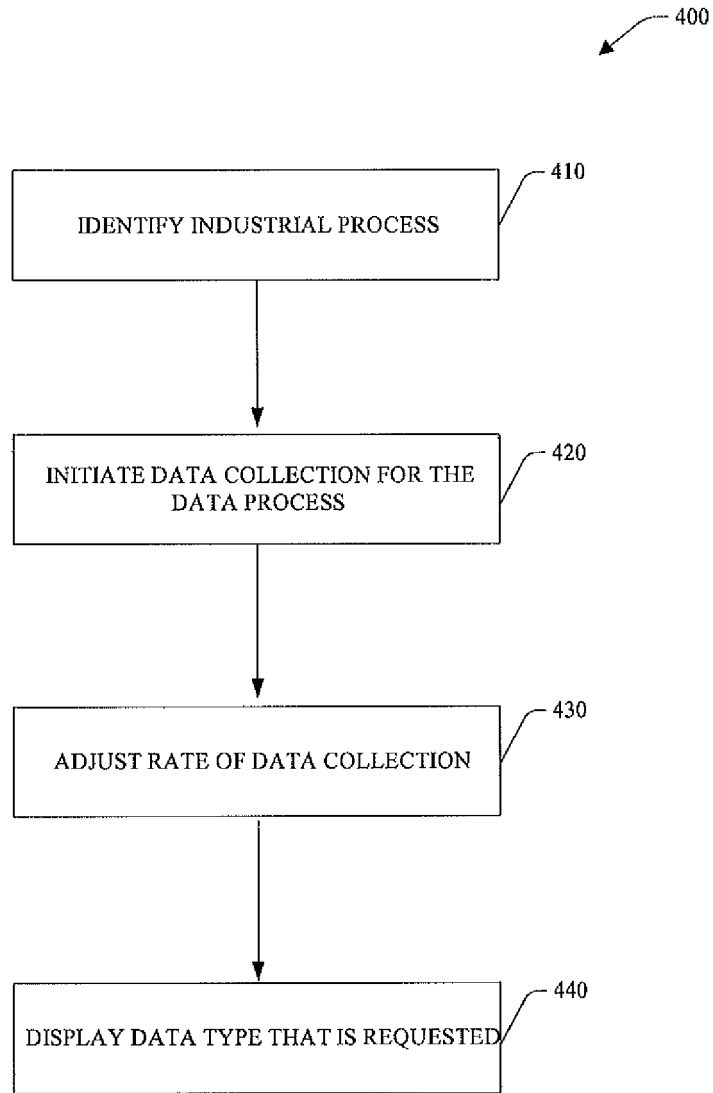 400
410
IDENTIFY INDUSTRIAL PROCESS
420
INITIATE DATA COLLECTION FOR THE
DATA PROCESS
430
ADJUST RATE OF DATA COLLECTION
440
DISPLAY DATA TYPE THAT IS REQUESTED